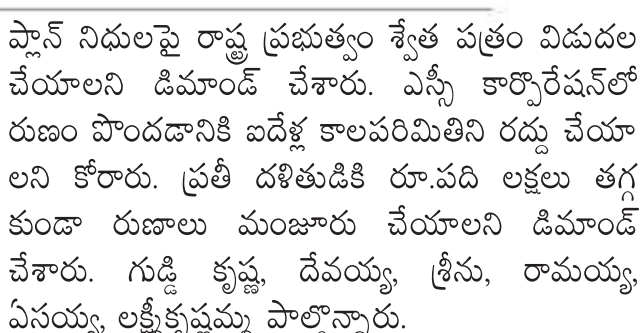 ప్లాన్ నిధులపై రాష్ట్ర ప్రభుత్వం శ్వేత పత్రం విడుదల
చేయాలని డిమాండ్ చేశారు. ఎస్సీ కార్పొరేషన్‌లో
రుణం పొందడానికి ఐదేళ్ల కాలపరిమితిని రద్దు చేయా
లని కోరారు. ప్రతీ దళితుడికి రూ.పది లక్షలు తగ్గ
కుండా రుణాలు మంజూరు చేయాలని డిమాండ్
చేశారు. గుడ్డి కృష్ణ, దేవయ్య, శ్రీను, రామయ్య,
ఏసయ్య, లక్ష్మీకృష్ణమ్మ పాల్గొన్నారు.